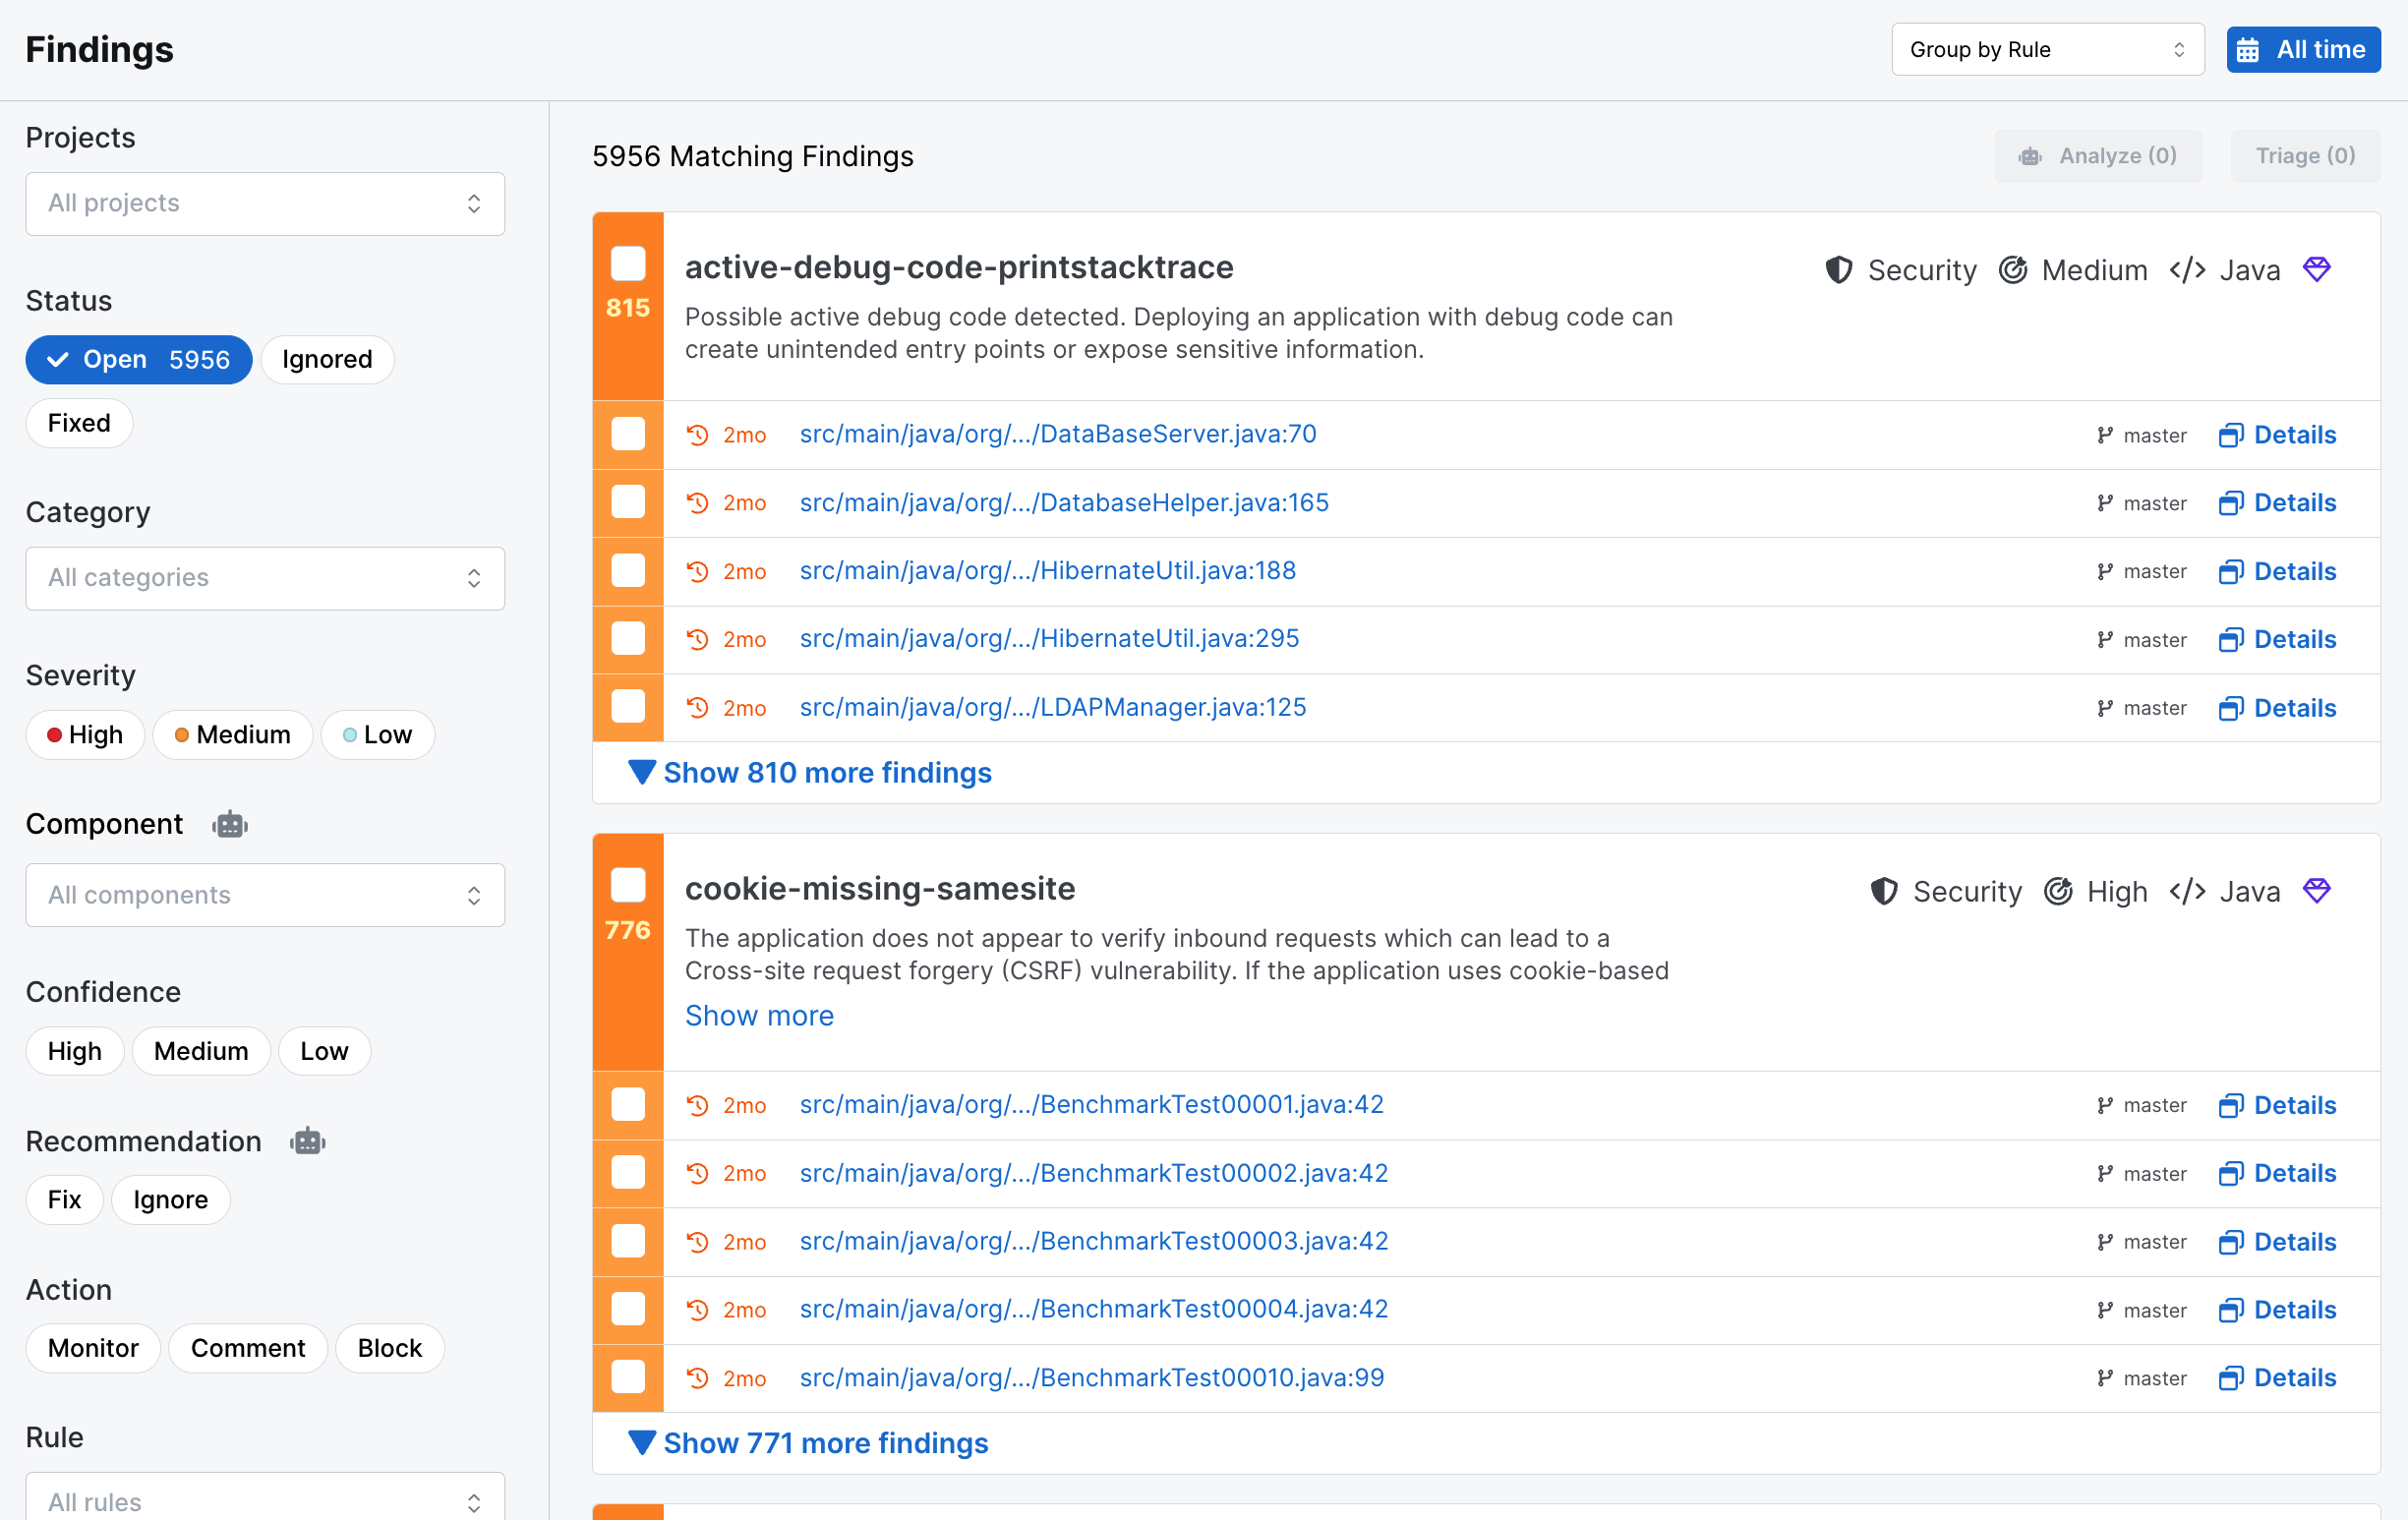 Findings
Group by Rule
All time
Projects
All projects
Status
Open 5956
Ignored
Fixed
Category
All categories
Severity
High
Medium
Low
Component
All components
Confidence
High
Medium
Low
Recommendation
Fix
Ignore
Action
Monitor
Comment
Block
Rule
All rules
5956 Matching Findings
Analyze (0)
Triage (0)
815
active-debug-code-printstacktrace
Security Medium </> Java
Possible active debug code detected. Deploying an application with debug code can
create unintended entry points or expose sensitive information.
2mo src/main/java/org/.../DataBaseServer.java:70 master Details
2mo src/main/java/org/.../DatabaseHelper.java:165 master Details
2mo src/main/java/org/.../HibernateUtil.java:188 master Details
2mo src/main/java/org/.../HibernateUtil.java:295 master Details
2mo src/main/java/org/.../LDAPManager.java:125 master Details
Show 810 more findings
776
cookie-missing-samesite
Security High </> Java
The application does not appear to verify inbound requests which can lead to a
Cross-site request forgery (CSRF) vulnerability. If the application uses cookie-based
Show more
2mo src/main/java/org/.../BenchmarkTest00001.java:42 master Details
2mo src/main/java/org/.../BenchmarkTest00002.java:42 master Details
2mo src/main/java/org/.../BenchmarkTest00003.java:42 master Details
2mo src/main/java/org/.../BenchmarkTest00004.java:42 master Details
2mo src/main/java/org/.../BenchmarkTest00010.java:99 master Details
Show 771 more findings